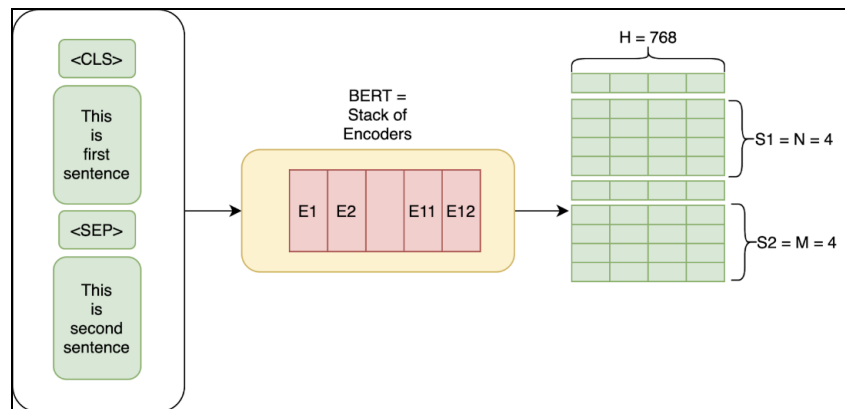 <CLS>
This
is
first
sentence
<SEP>
This
is
second
sentence
BERT =
Stack of
Encoders
E1 E2 E11 E12
H = 768
S1 = N = 4
S2 = M = 4